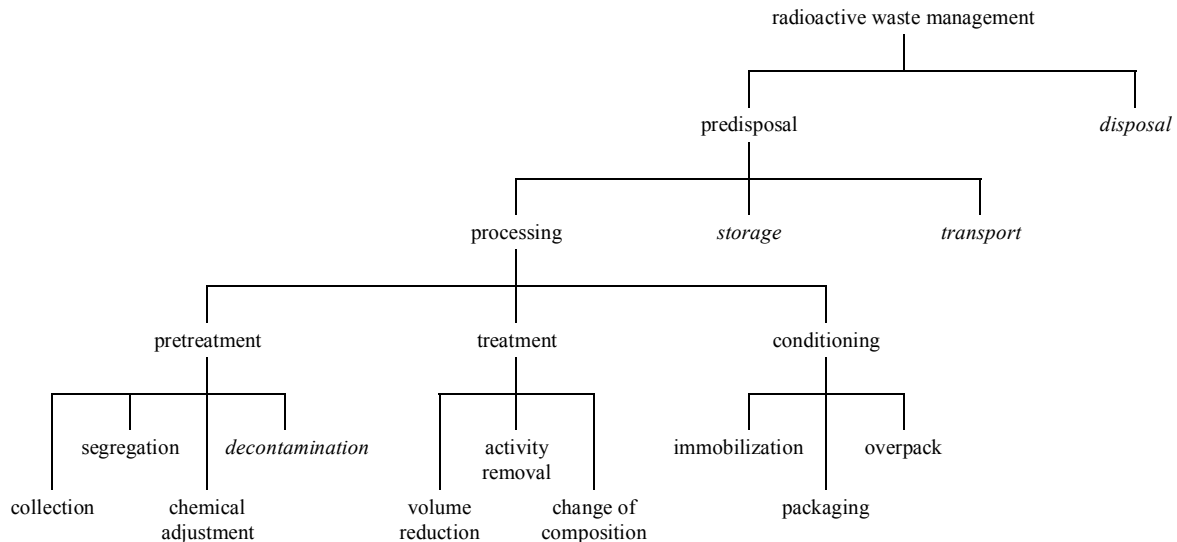 radioactive waste management
predisposal
disposal
processing
storage
transport
pretreatment
treatment
conditioning
segregation
decontamination
activity
removal
immobilization
overpack
collection
chemical
adjustment
volume
reduction
change of
composition
packaging